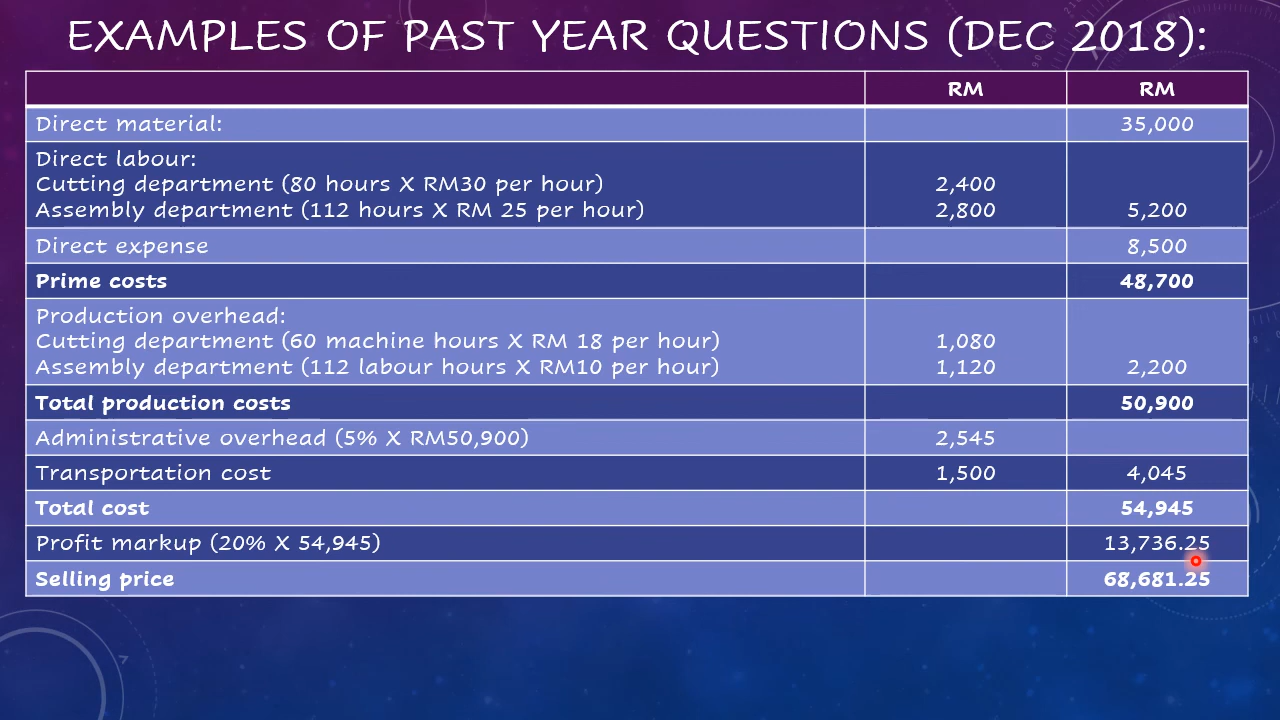 EXAMPLES OF PAST YEAR QUESTIONS (DEC 2018):
RM RM
Direct material: 35,000
Direct labour:
Cutting department (80 hours X RM30 per hour) 2,400
Assembly department (112 hours X RM 25 per hour) 2,800 5,200
Direct expense 8,500
Prime costs 48,700
Production overhead:
Cutting department (60 machine hours X RM 18 per hour) 1,080
Assembly department (112 labour hours X RM10 per hour) 1,120 2,200
Total production costs 50,900
Administrative overhead (5% X RM50,900) 2,545
Transportation cost 1,500 4,045
Total cost 54,945
Profit markup (20% X 54,945) 13,736.25
Selling price 68,681.25